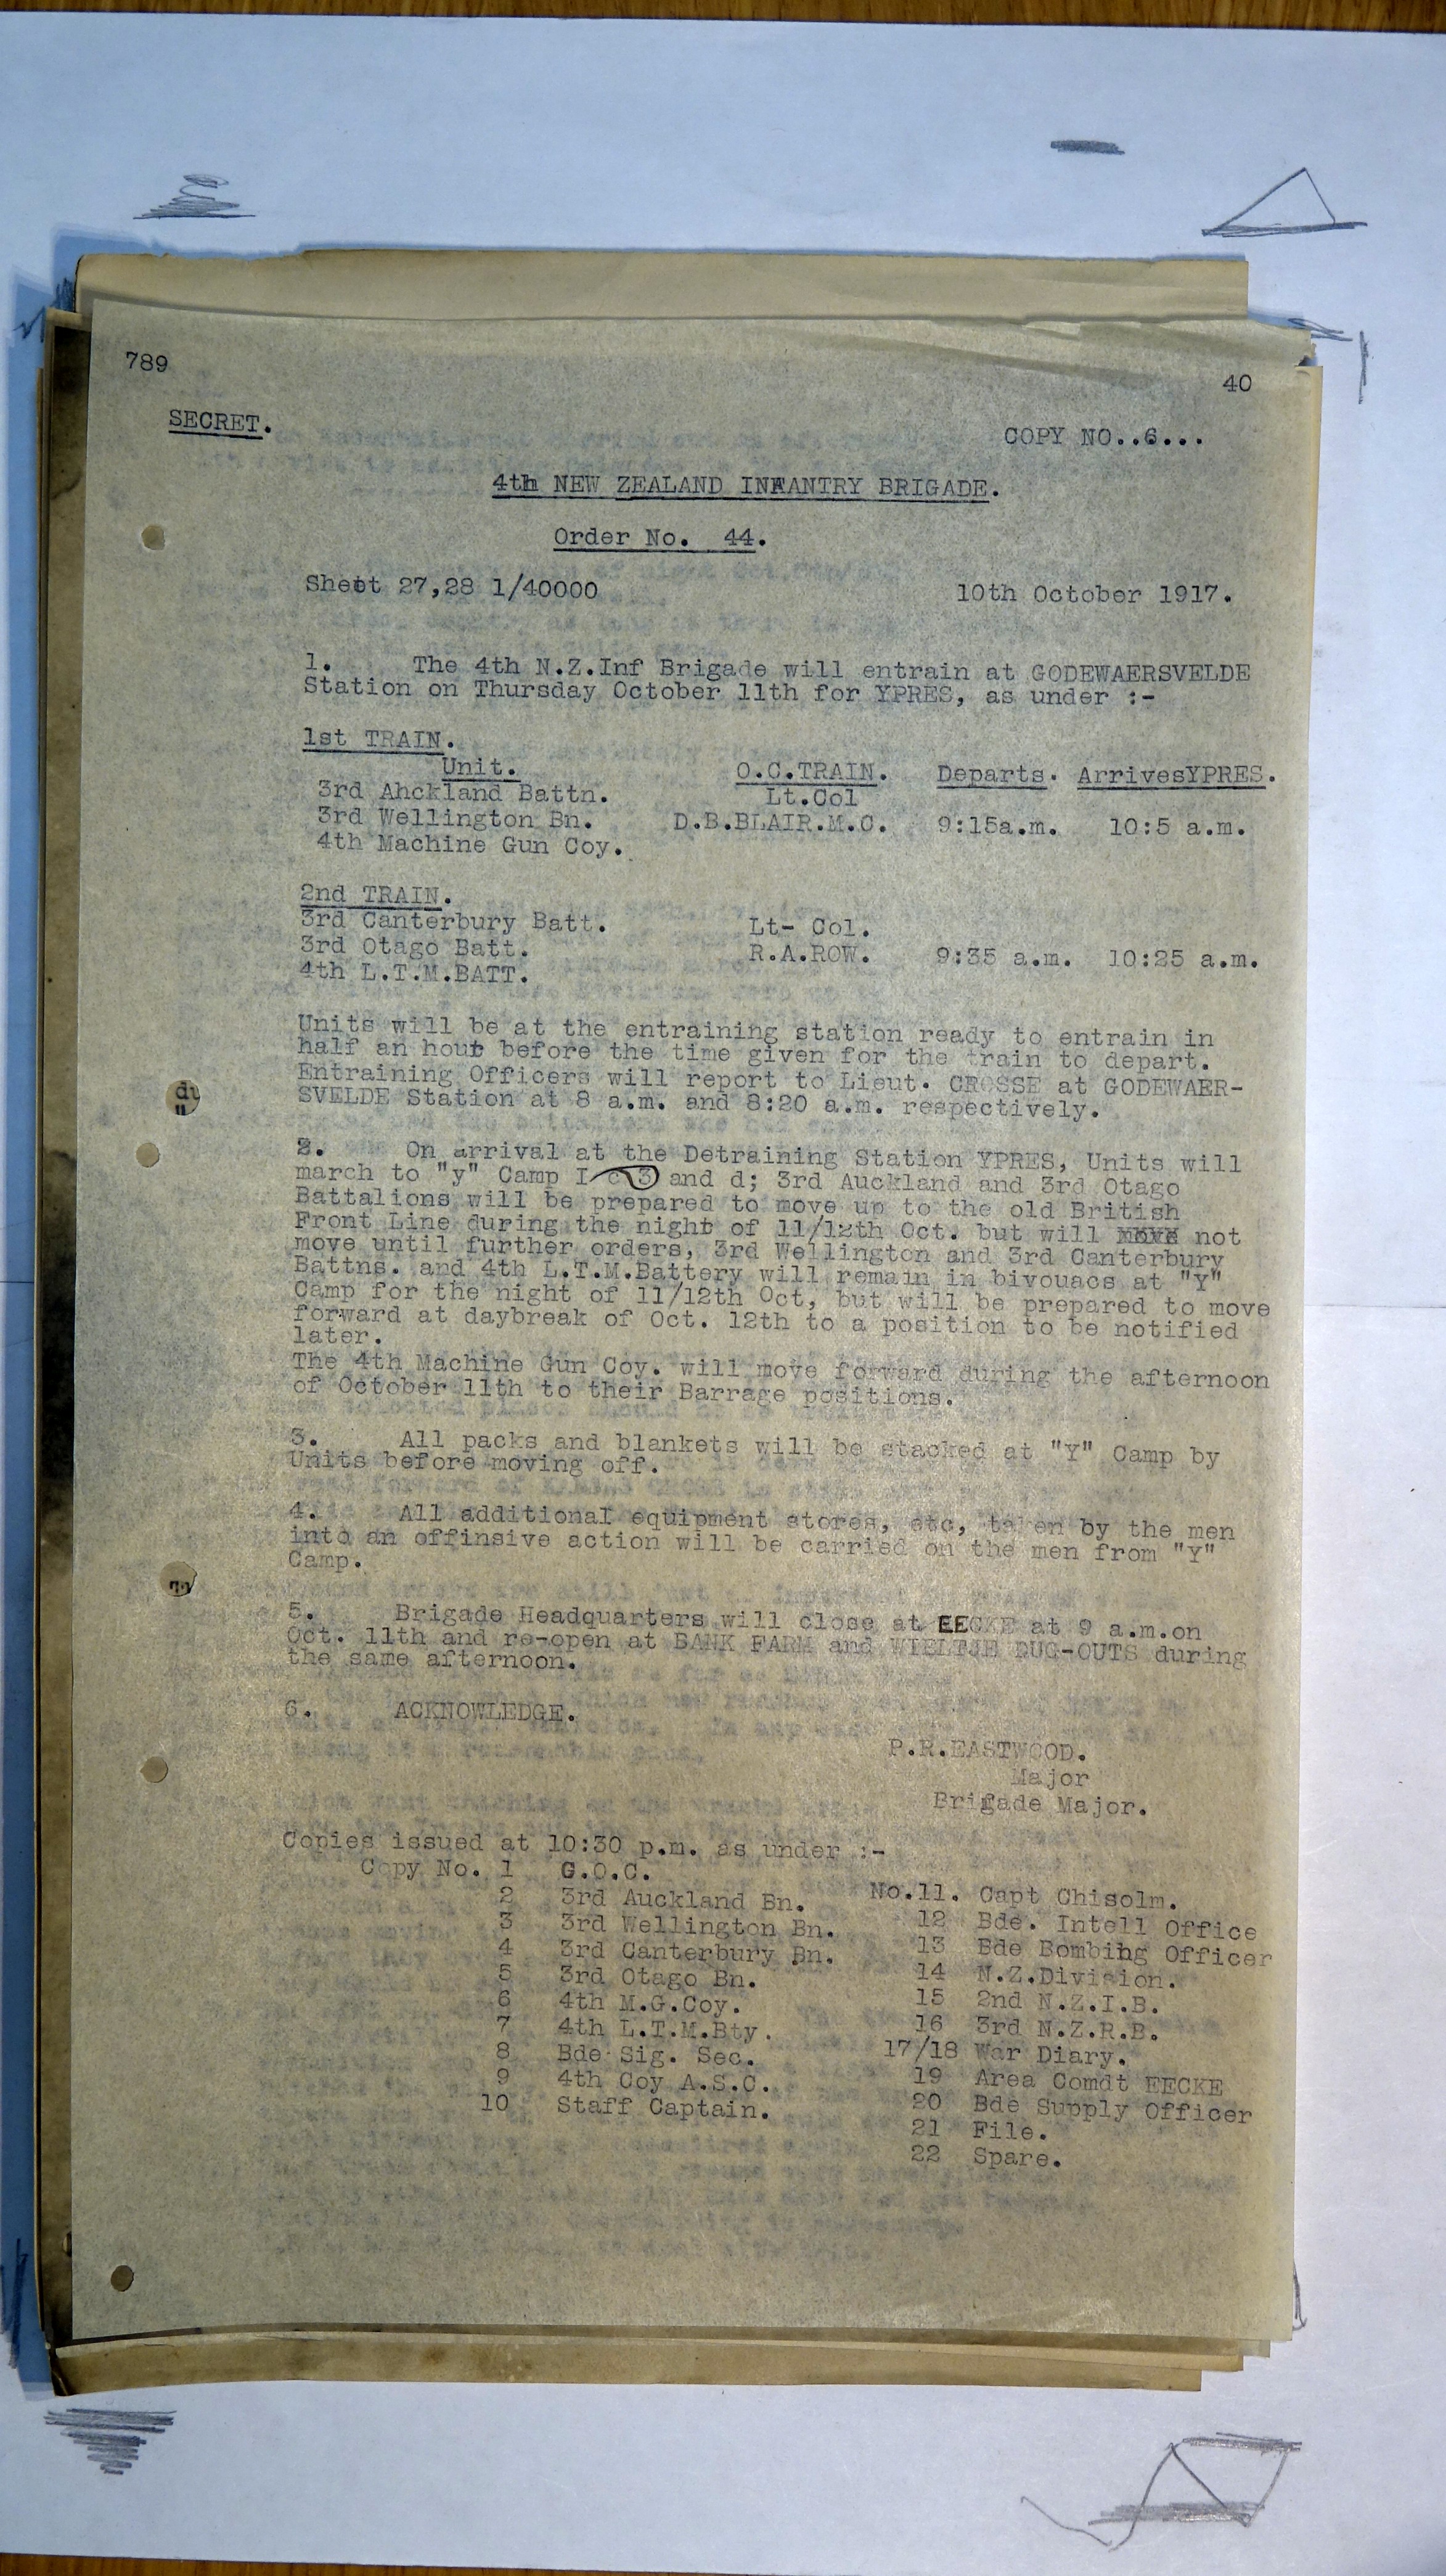 789
40
SECRET.
COPY NO..6...
4th NEW ZEALAND INFANTRY BRIGADE.
Order No. 44.
Sheet 27,28 1/40000 10th October 1917.
1. The 4th N.Z.Inf Brigade will entrain at GODEWAERSVELDE
Station on Thursday October 11th for YPRES, as under :-
1st TRAIN.
Unit. O.C.TRAIN. Departs. ArrivesYPRES.
3rd Ahckland Battn. Lt.Col
3rd Wellington Bn. D.B.BLAIR.M.C. 9:15a.m. 10:5 a.m.
4th Machine Gun Coy.
2nd TRAIN.
3rd Canterbury Batt. Lt- Col.
3rd Otago Batt. R.A.ROW. 9:35 a.m. 10:25 a.m.
4th L.T.M.BATT.
Units will be at the entraining station ready to entrain in
half an hour before the time given for the train to depart.
Entraining Officers will report to Lieut. CROSSE at GODEWAER-
SVELDE Station at 8 a.m. and 8:20 a.m. respectively.
2. On arrival at the Detraining Station YPRES, Units will
march to "y" Camp I c 3 and d; 3rd Auckland and 3rd Otago
Battalions will be prepared to move up to the old British
Front Line during the night of 11/12th Oct. but will not
move until further orders, 3rd Wellington and 3rd Canterbury
Battns. and 4th L.T.M.Battery will remain in bivouacs at "Y"
Camp for the night of 11/12th Oct, but will be prepared to move
forward at daybreak of Oct. 12th to a position to be notified
later.
The 4th Machine Gun Coy. will move forward during the afternoon
of October 11th to their Barrage positions.
3. All packs and blankets will be stacked at "Y" Camp by
Units before moving off.
4. All additional equipment stores, etc, taken by the men
into an offinsive action will be carried on the men from "Y"
Camp.
5. Brigade Headquarters will close at EECKE at 9 a.m.on
Oct. 11th and re-open at BANK FARM and WIELTJE DUG-OUTS during
the same afternoon.
6. ACKNOWLEDGE.
P.R.EASTWOOD.
Major
Brigade Major.
Copies issued at 10:30 p.m. as under :-
Copy No. 1 G.O.C.
2 3rd Auckland Bn. No.11. Capt Chisolm.
3 3rd Wellington Bn. 12 Bde. Intell Office
4 3rd Canterbury Bn. 13 Bde Bombing Officer
5 3rd Otago Bn. 14 N.Z.Division.
6 4th M.G.Coy. 15 2nd N.Z.I.B.
7 4th L.T.M.Bty. 16 3rd N.Z.R.B.
8 Bde Sig. Sec. 17/18 War Diary.
9 4th Coy A.S.C. 19 Area Comdt EECKE
10 Staff Captain. 20 Bde Supply Officer
21 File.
22 Spare.